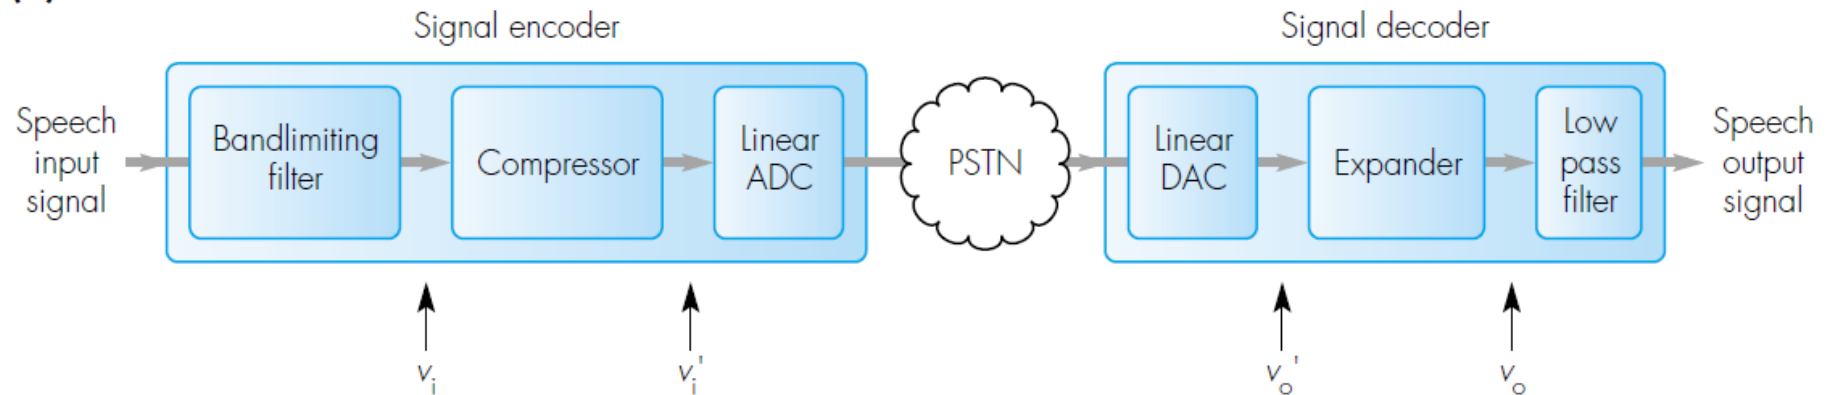 Signal encoder
Signal decoder
Speech
input
signal
Bandlimiting
filter
Compressor
Linear
ADC
PSTN
Linear
DAC
Expander
Low
pass
filter
Speech
output
signal
vᵢ
vᵢ'
vₒ'
vₒ